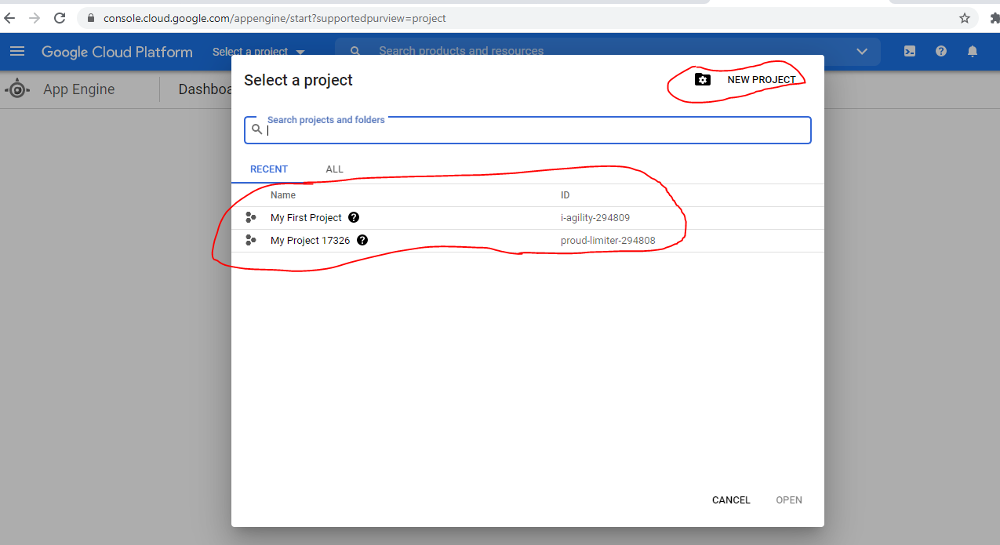 console.cloud.google.com/appengine/start?supportedpurview=project
Google Cloud Platform Select a project Search products and resources
App Engine Dashboa
Select a project NEW PROJECT
Search projects and folders
RECENT ALL
Name ID
My First Project i-agility-294809
My Project 17326 proud-limiter-294808
CANCEL OPEN